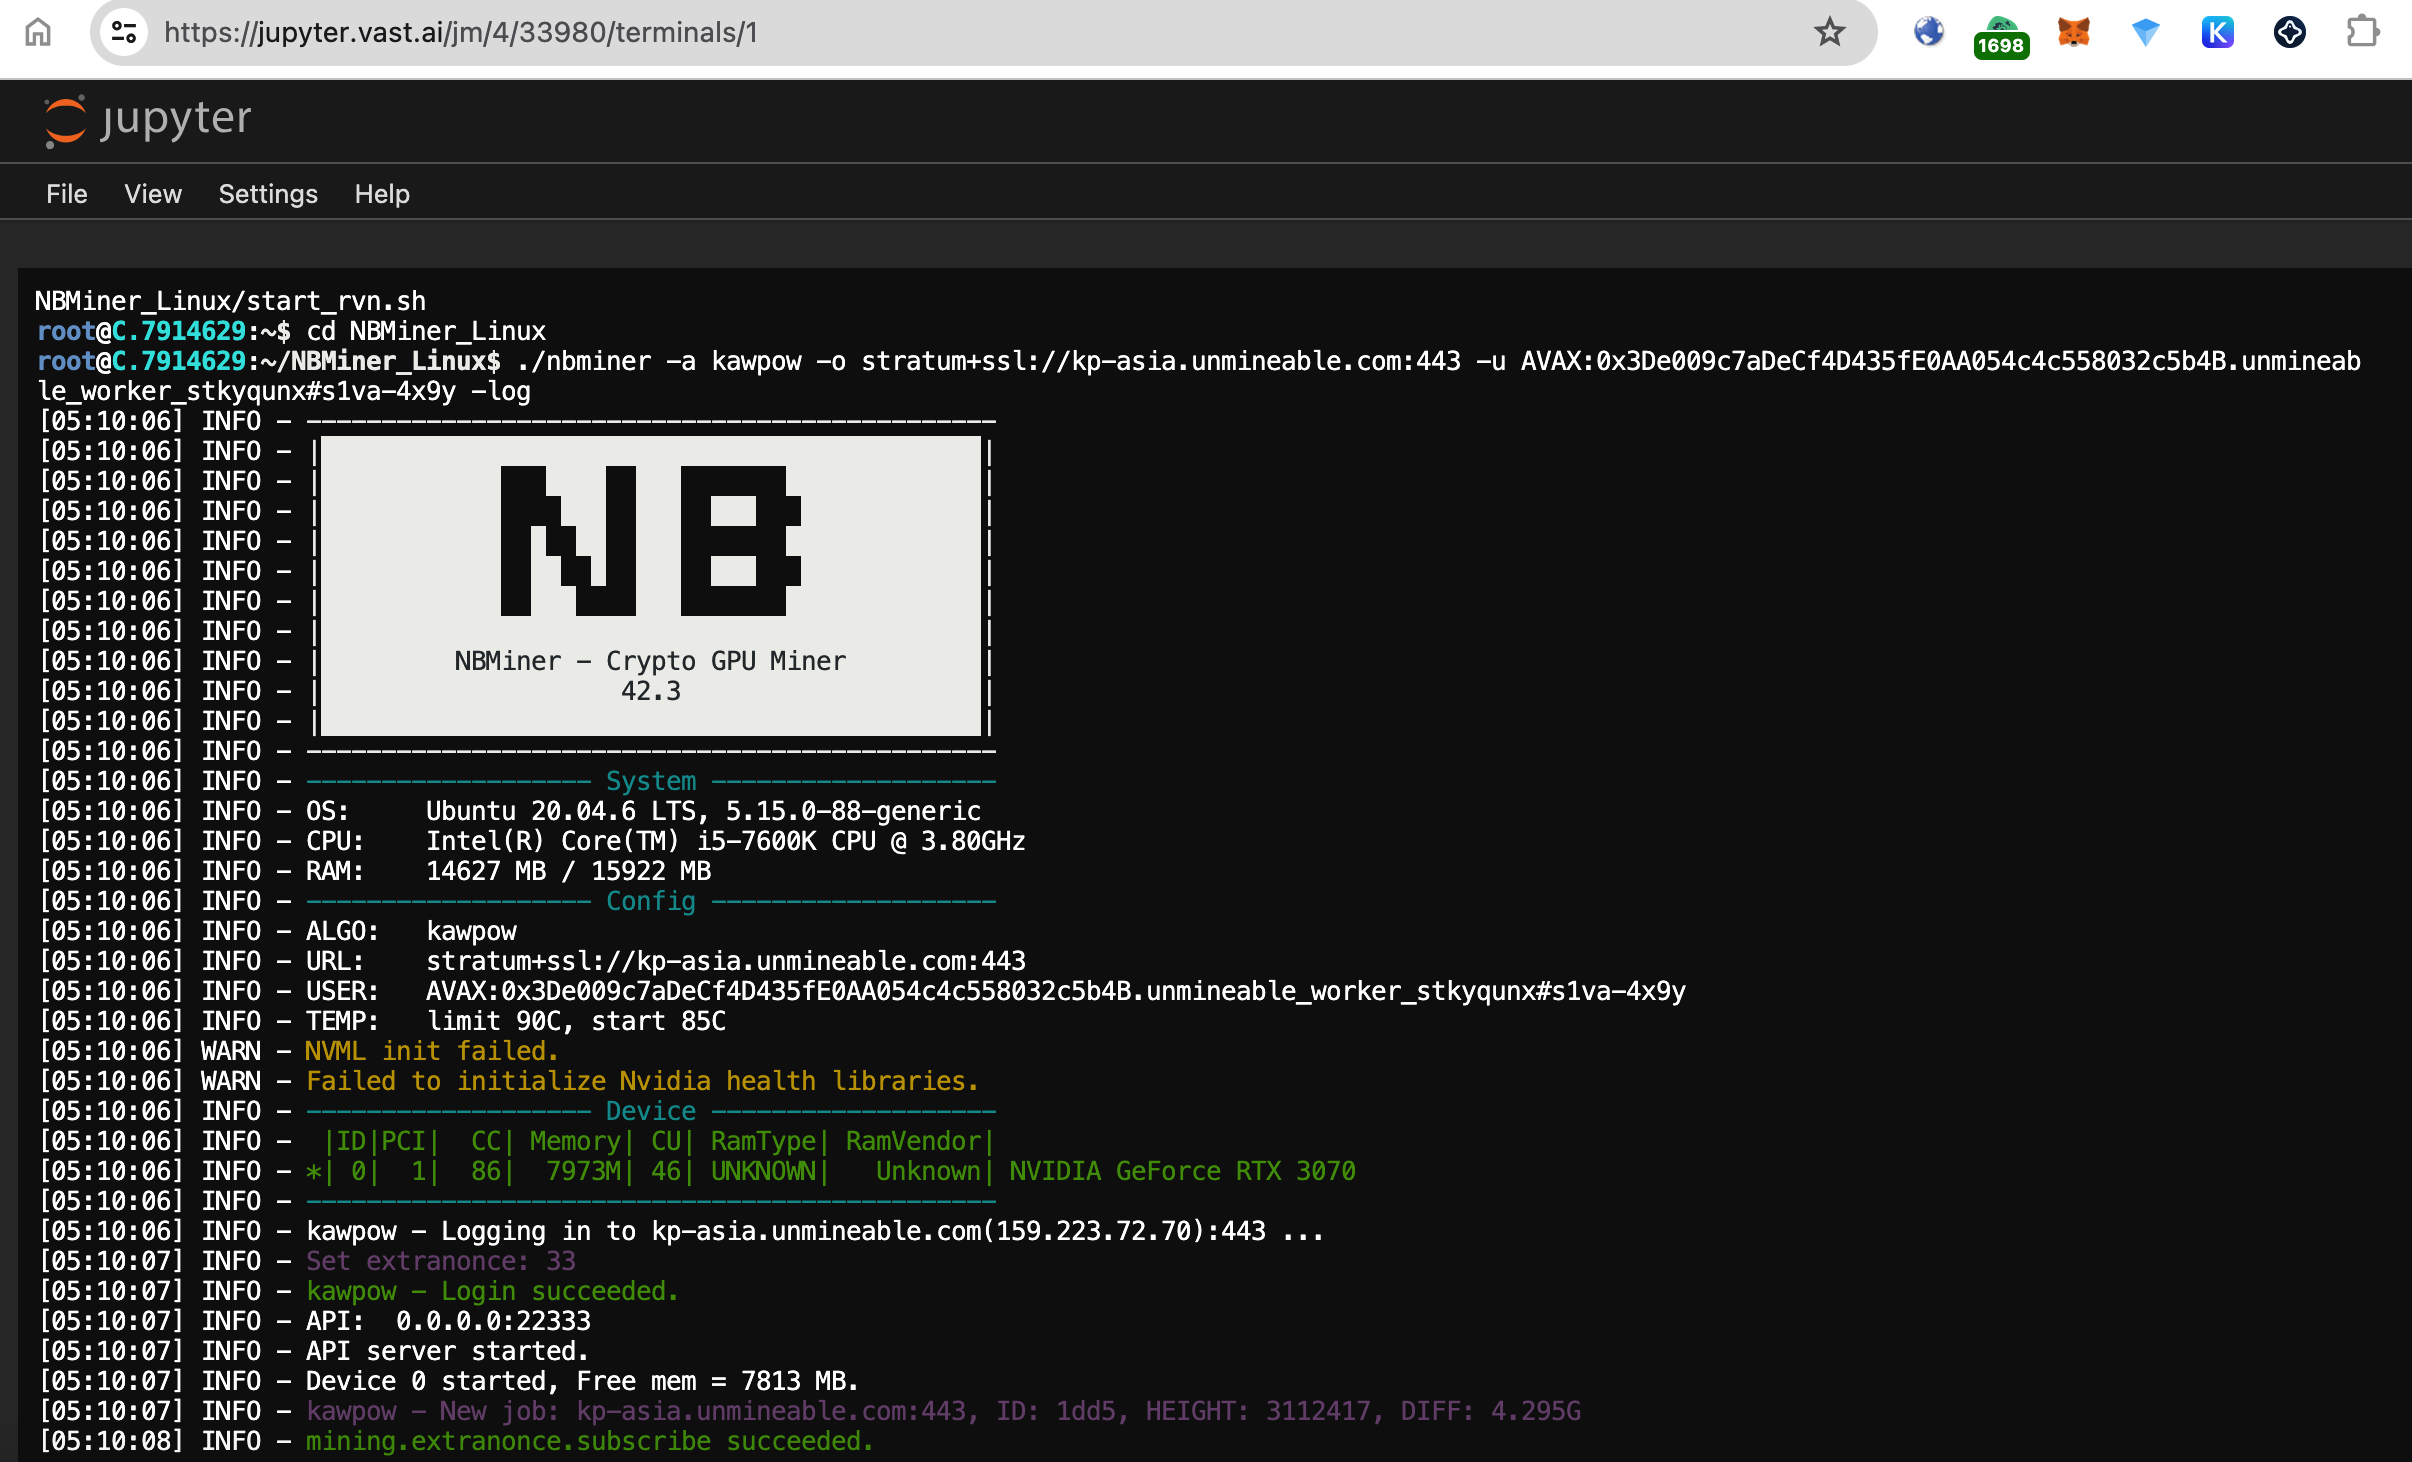 https://jupyter.vast.ai/jm/4/33980/terminals/1
1698
K
jupyter
File View Settings Help
NBMiner_Linux/start_rvn.sh
root@C.7914629:~$ cd NBMiner_Linux
root@C.7914629:~/NBMiner_Linux$ ./nbminer -a kawpow -o stratum+ssl://kp-asia.unmineable.com:443 -u AVAX:0x3De009c7aDeCf4D435fE0AA054c4c558032c5b4B.unmineab
le_worker_stkyqunx#s1va-4x9y -log
[05:10:06] INFO - ----------------------------------------------
[05:10:06] INFO - | |
[05:10:06] INFO - | NB |
[05:10:06] INFO - | |
[05:10:06] INFO - | |
[05:10:06] INFO - | |
[05:10:06] INFO - | |
[05:10:06] INFO - | |
[05:10:06] INFO - | NBMiner - Crypto GPU Miner |
[05:10:06] INFO - | 42.3 |
[05:10:06] INFO - | |
[05:10:06] INFO - ----------------------------------------------
[05:10:06] INFO - ------------------- System -------------------
[05:10:06] INFO - OS: Ubuntu 20.04.6 LTS, 5.15.0-88-generic
[05:10:06] INFO - CPU: Intel(R) Core(TM) i5-7600K CPU @ 3.80GHz
[05:10:06] INFO - RAM: 14627 MB / 15922 MB
[05:10:06] INFO - ------------------- Config -------------------
[05:10:06] INFO - ALGO: kawpow
[05:10:06] INFO - URL: stratum+ssl://kp-asia.unmineable.com:443
[05:10:06] INFO - USER: AVAX:0x3De009c7aDeCf4D435fE0AA054c4c558032c5b4B.unmineable_worker_stkyqunx#s1va-4x9y
[05:10:06] INFO - TEMP: limit 90C, start 85C
[05:10:06] WARN - NVML init failed.
[05:10:06] WARN - Failed to initialize Nvidia health libraries.
[05:10:06] INFO - ------------------- Device -------------------
[05:10:06] INFO - |ID|PCI| CC| Memory| CU| RamType| RamVendor|
[05:10:06] INFO - *| 0| 1| 86| 7973M| 46| UNKNOWN| Unknown| NVIDIA GeForce RTX 3070
[05:10:06] INFO - ----------------------------------------------
[05:10:06] INFO - kawpow - Logging in to kp-asia.unmineable.com(159.223.72.70):443 ...
[05:10:07] INFO - Set extranonce: 33
[05:10:07] INFO - kawpow - Login succeeded.
[05:10:07] INFO - API: 0.0.0.0:22333
[05:10:07] INFO - API server started.
[05:10:07] INFO - Device 0 started, Free mem = 7813 MB.
[05:10:07] INFO - kawpow - New job: kp-asia.unmineable.com:443, ID: 1dd5, HEIGHT: 3112417, DIFF: 4.295G
[05:10:08] INFO - mining.extranonce.subscribe succeeded.